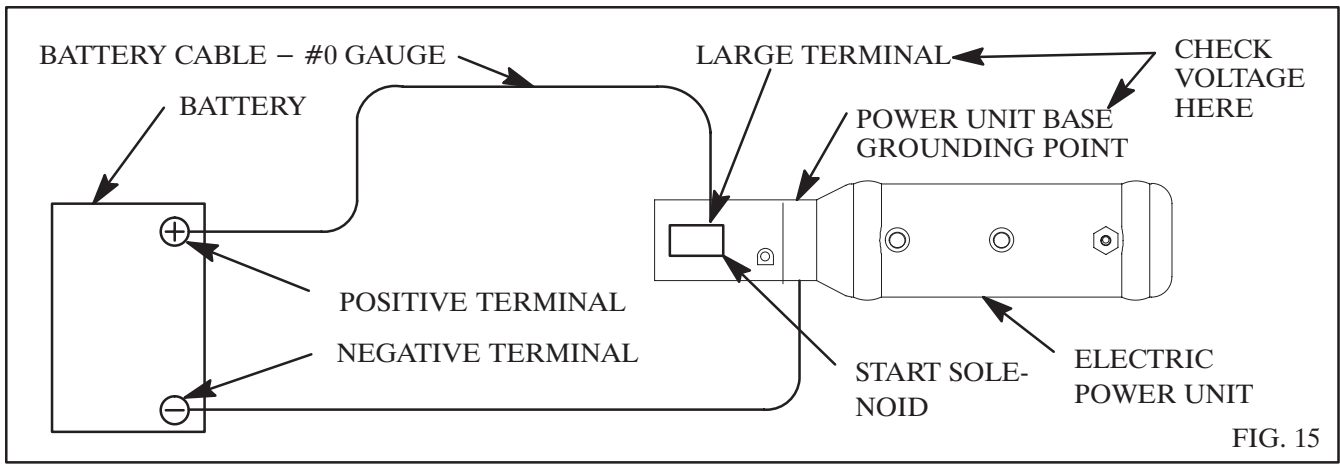 BATTERY CABLE – #0 GAUGE
BATTERY
LARGE TERMINAL
CHECK
VOLTAGE
HERE
POWER UNIT BASE
GROUNDING POINT
+
POSITIVE TERMINAL
NEGATIVE TERMINAL
−
START SOLE-
NOID
ELECTRIC
POWER UNIT
FIG. 15